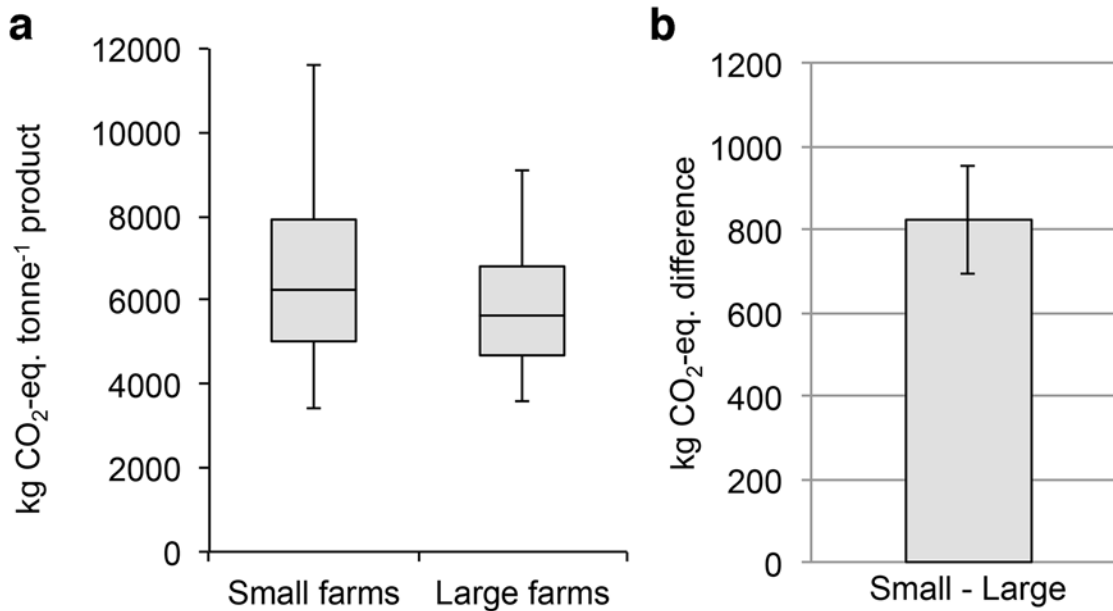 a
kg CO₂-eq. tonne⁻¹ product
12000
10000
8000
6000
4000
2000
0
Small farms
Large farms
b
kg CO₂-eq. difference
1200
1000
800
600
400
200
0
Small - Large